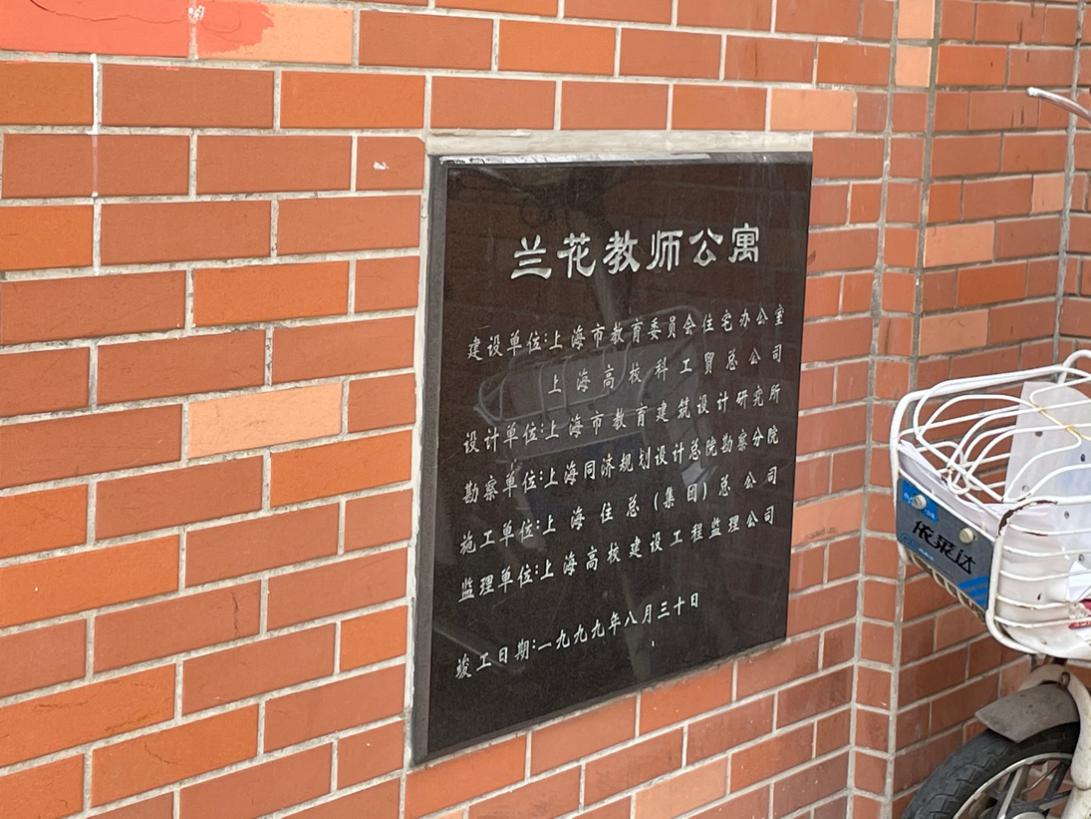 兰花教师公寓
建设单位:上海市教育委员会住宅办公室
上海高校科工贸总公司
设计单位:上海市教育建筑设计研究所
勘察单位:上海同济规划设计总院勘察分院
施工单位:上海住总(集团)总公司
监理单位:上海高校建设工程监理公司
竣工日期:一九九九年八月三十日
依莱达